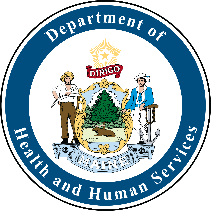 Department of
DIRIGO
Health and Human Services